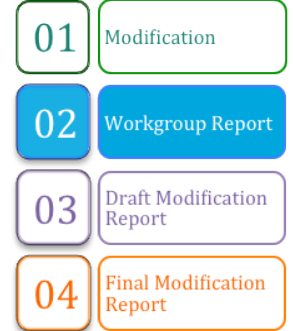 01
Modification
02
Workgroup Report
03
Draft Modification
Report
04
Final Modification
Report